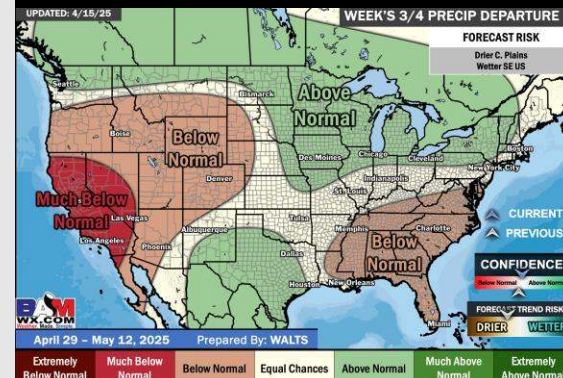 UPDATED: 4/15/25
WEEK'S 3/4 PRECIP DEPARTURE
FORECAST RISK
Drier C. Plains
Wetter SE US
Seattle
Bismarck
Above
Normal
Boise
Below
Normal
Boston
Des Moines
Chicago
Cleveland
New York City
Much Below
Normal
Denver
Indianapolis
St. Louis
Las Vegas
CURRENT
Los Angeles
Albuquerque
Tulsa
Memphis
Charlotte
PREVIOUS
Phoenix
Below
Normal
Dallas
CONFIDENCE
Below Normal Above Norm
Houston
New Orleans
FORECAST TREND RISK
DRIER WETTER
Miami
BAM
WX.COM
Weather. Made. Simple.
April 29 – May 12, 2025
Prepared By: WALTS
Extremely
Below Normal
Much Below
Normal
Below Normal
Equal Chances
Above Normal
Much Above
Normal
Extremely
Above Normal